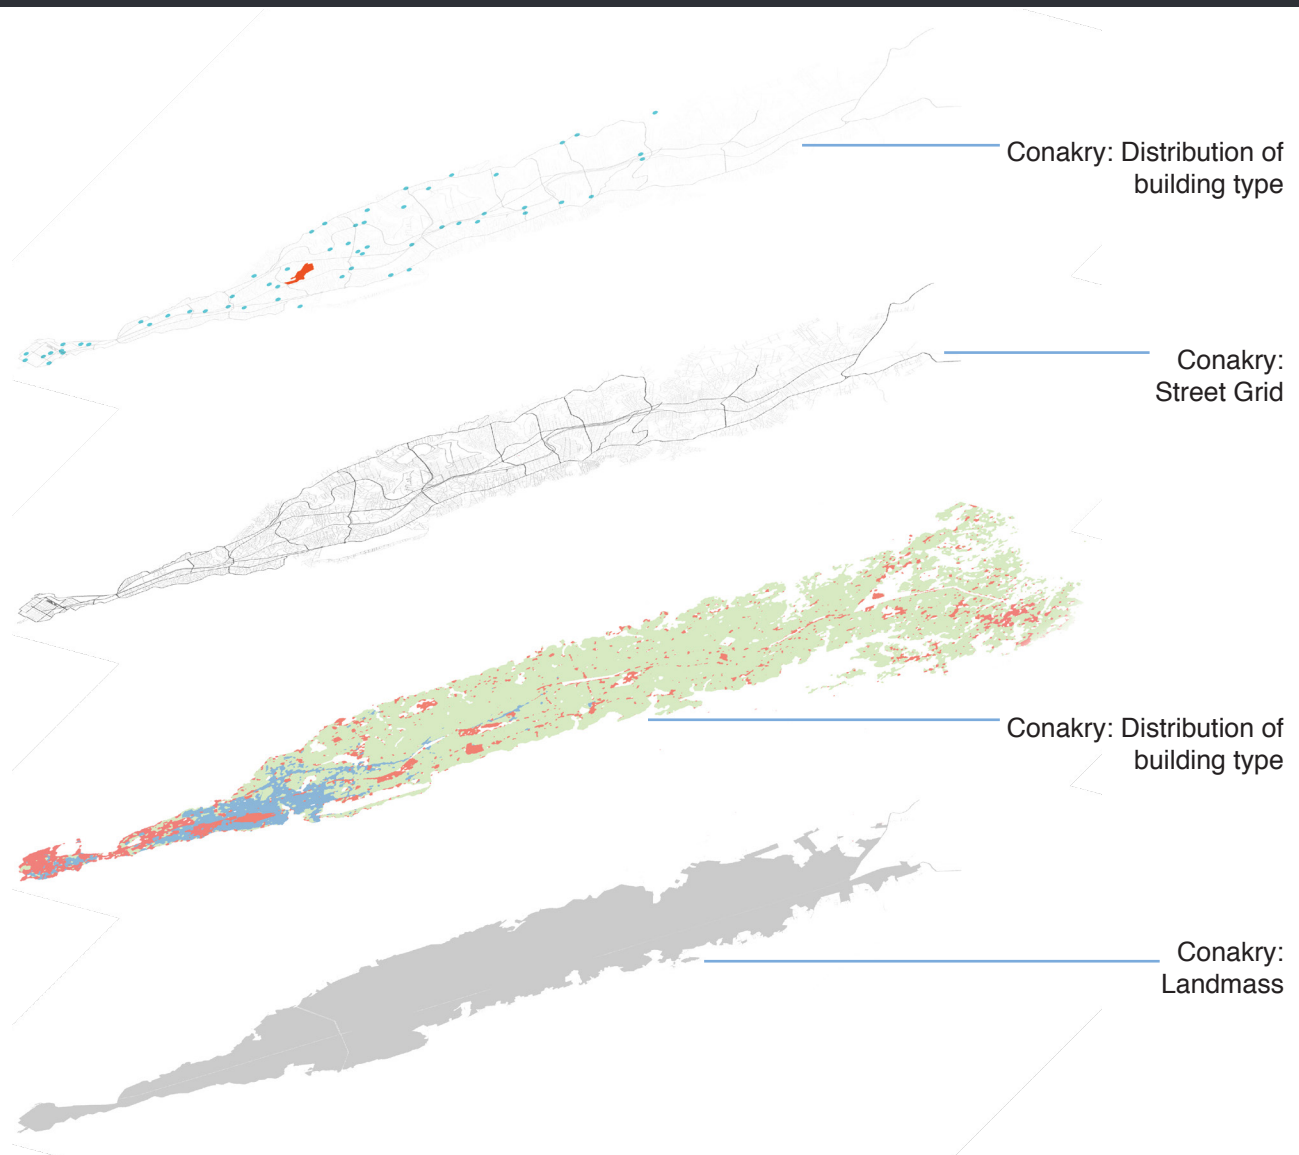 Conakry: Distribution of
building type
Conakry:
Street Grid
Conakry: Distribution of
building type
Conakry:
Landmass